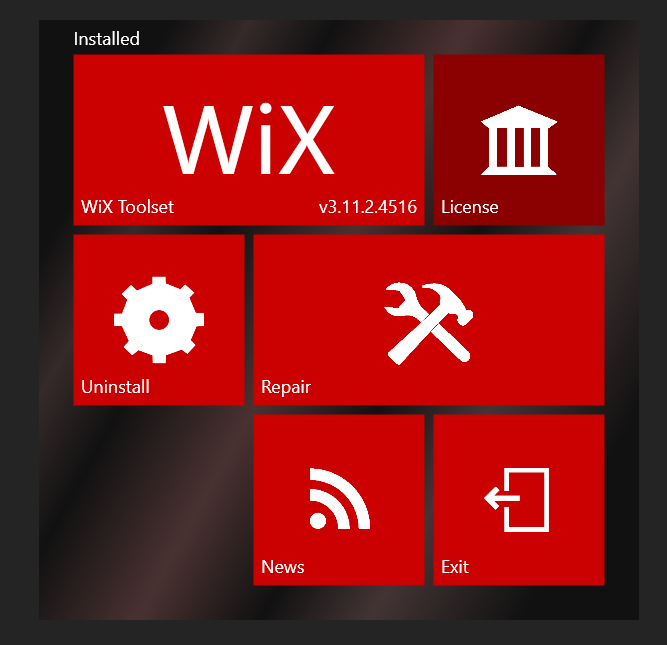 Installed
WiX
WiX Toolset v3.11.2.4516
License
Uninstall
Repair
News
Exit